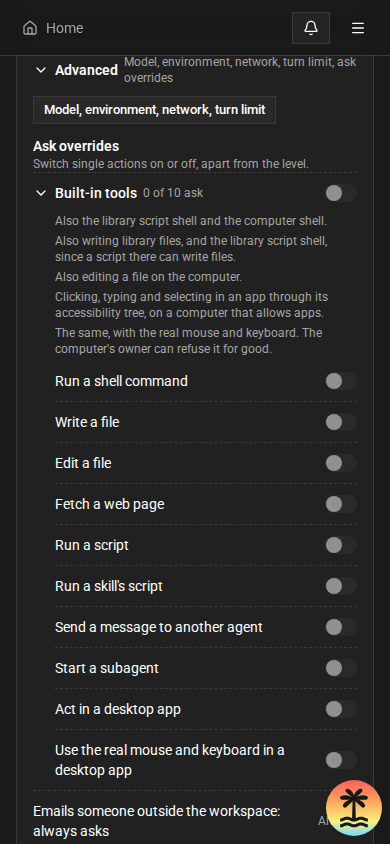 Home
Advanced
Model, environment, network, turn limit, ask
overrides
Model, environment, network, turn limit
Ask overrides
Switch single actions on or off, apart from the level.
Built-in tools 0 of 10 ask
Also the library script shell and the computer shell.
Also writing library files, and the library script shell,
since a script there can write files.
Also editing a file on the computer.
Clicking, typing and selecting in an app through its
accessibility tree, on a computer that allows apps.
The same, with the real mouse and keyboard. The
computer's owner can refuse it for good.
Run a shell command
Write a file
Edit a file
Fetch a web page
Run a script
Run a skill's script
Send a message to another agent
Start a subagent
Act in a desktop app
Use the real mouse and keyboard in a
desktop app
Emails someone outside the workspace:
always asks